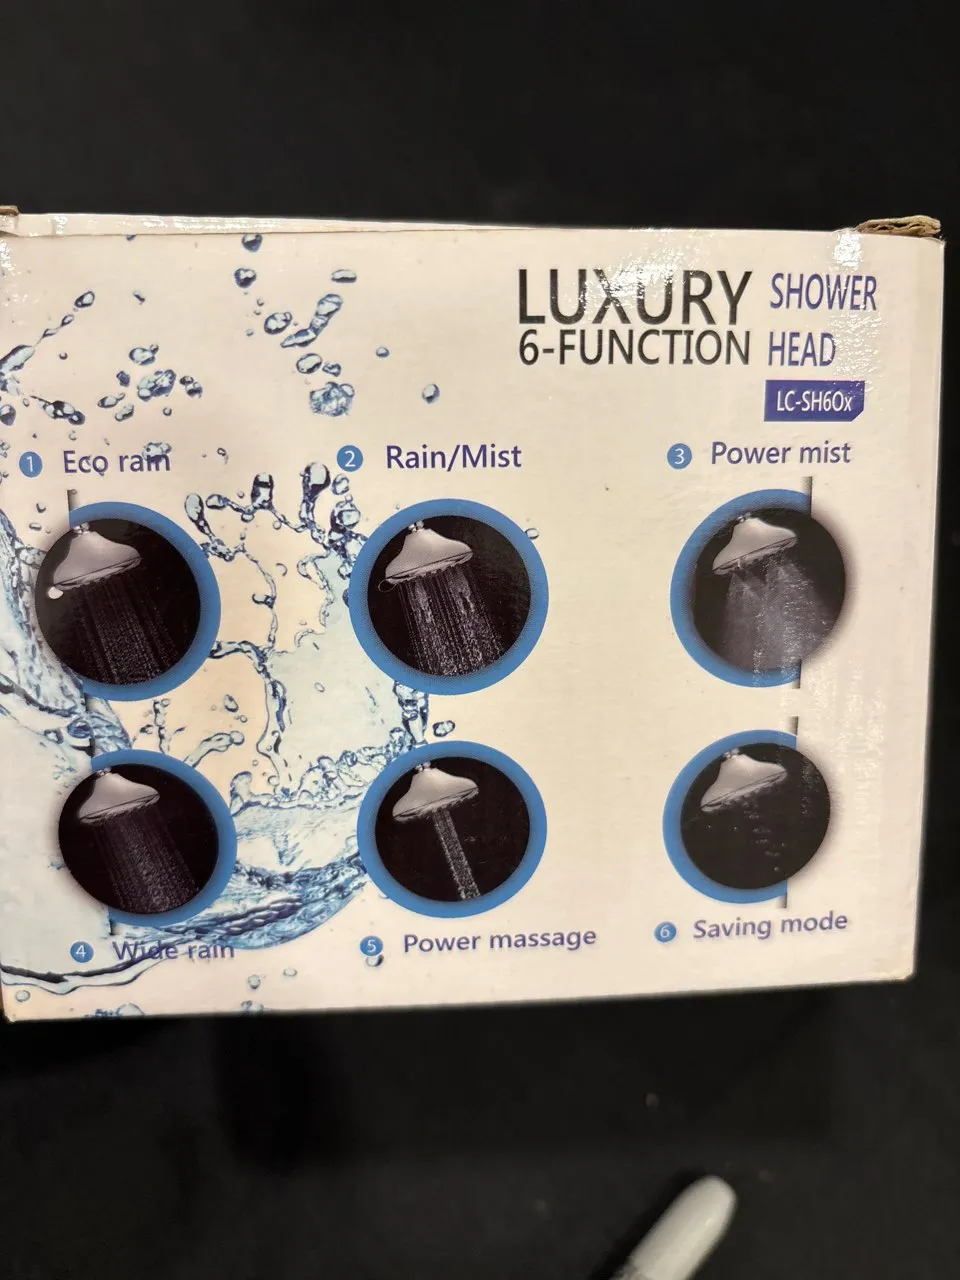 LUXURY SHOWER
6-FUNCTION HEAD
LC-SH60x
1 Eco rain
2 Rain/Mist
3 Power mist
4 Wide rain
5 Power massage
6 Saving mode